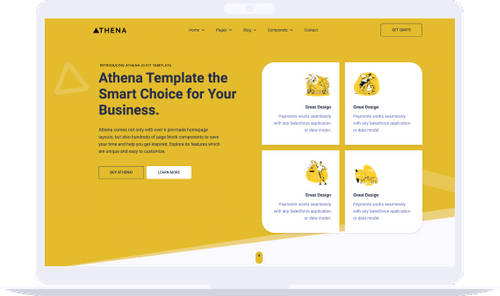 ATHENA
Home Pages Blog Components Contact
INTRODUCING ATHENA UI KIT TEMPLATE
Athena Template the
Smart Choice for Your
Business.
Athena comes not only with over 6 pre-made homepage
layouts, but also hundreds of page block components to save
your time and help you get inspired. Explore its features which
are unique and easy to customize.
BUY ATHENA! LEARN MORE
Great Design
Payments works seamlessly
with any Salesforce application
or data model
Great Design
Payments works seamlessly
with any Salesforce application
or data model
Great Design
Payments works seamlessly
with any Salesforce application
or data model
Great Design
Payments works seamlessly
with any Salesforce application
or data model